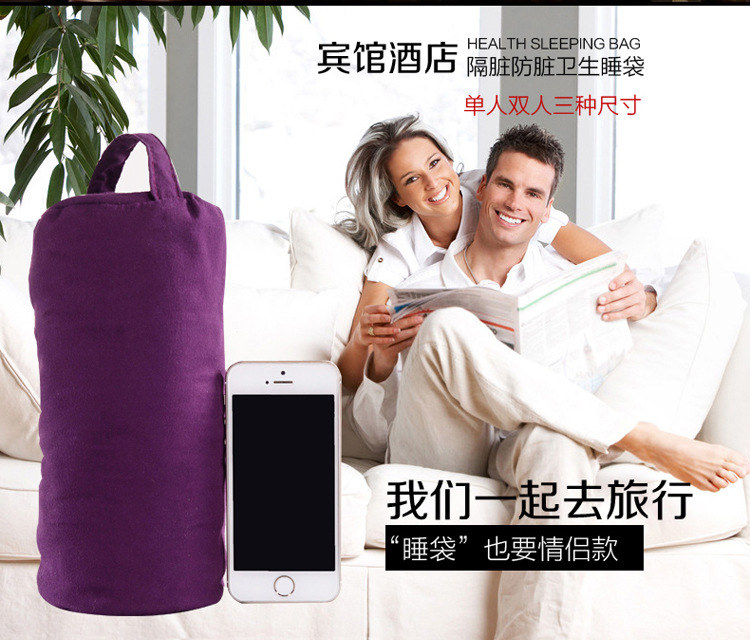 宾馆酒店
HEALTH SLEEPING BAG
隔脏防脏卫生睡袋
单人双人三种尺寸
我们一起去旅行
“睡袋”也要情侣款